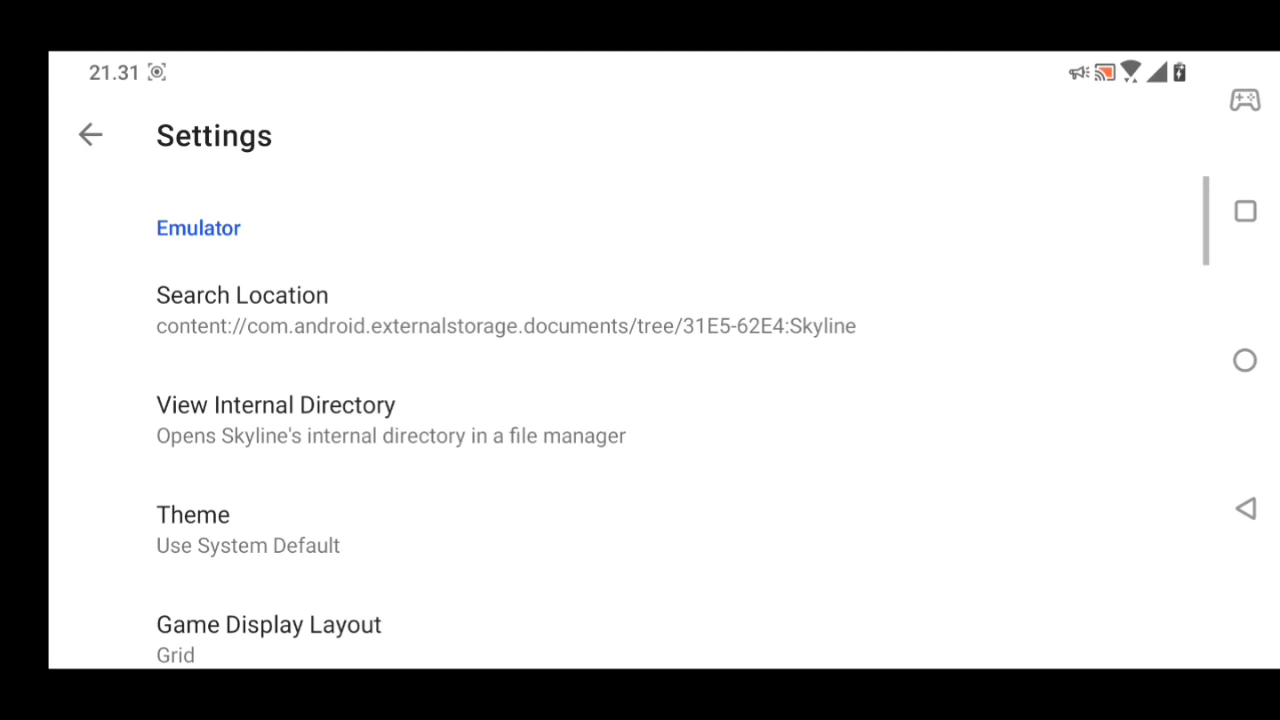 21.31
Settings
Emulator
Search Location
content://com.android.externalstorage.documents/tree/31E5-62E4:Skyline
View Internal Directory
Opens Skyline's internal directory in a file manager
Theme
Use System Default
Game Display Layout
Grid